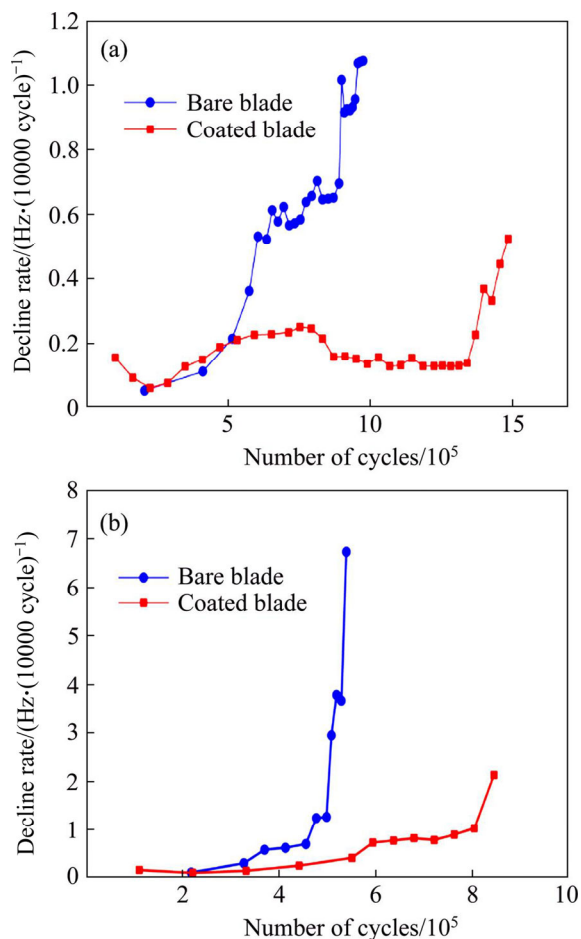 (a)
Bare blade
Coated blade
Decline rate/(Hz·(10000 cycle)⁻¹)
1.2
1.0
0.8
0.6
0.4
0.2
0
5 10 15
Number of cycles/10⁵
(b)
Bare blade
Coated blade
Decline rate/(Hz·(10000 cycle)⁻¹)
8
7
6
5
4
3
2
1
0
2 4 6 8 10
Number of cycles/10⁵